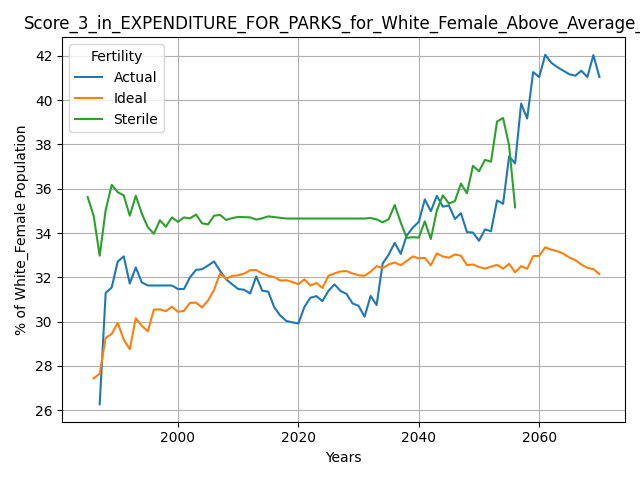 Score_3_in_EXPENDITURE_FOR_PARKS_for_White_Female_Above_Average_
Fertility
Actual
Ideal
Sterile
42
40
38
36
34
32
30
28
26
% of White_Female Population
2000
2020
2040
2060
Years